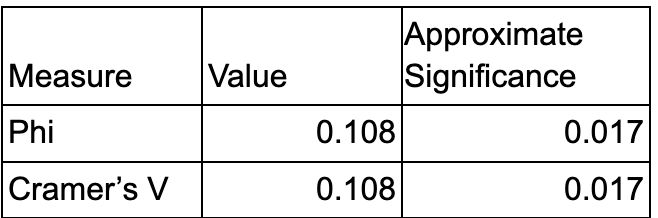 Measure Value Approximate Significance
Phi 0.108 0.017
Cramer’s V 0.108 0.017